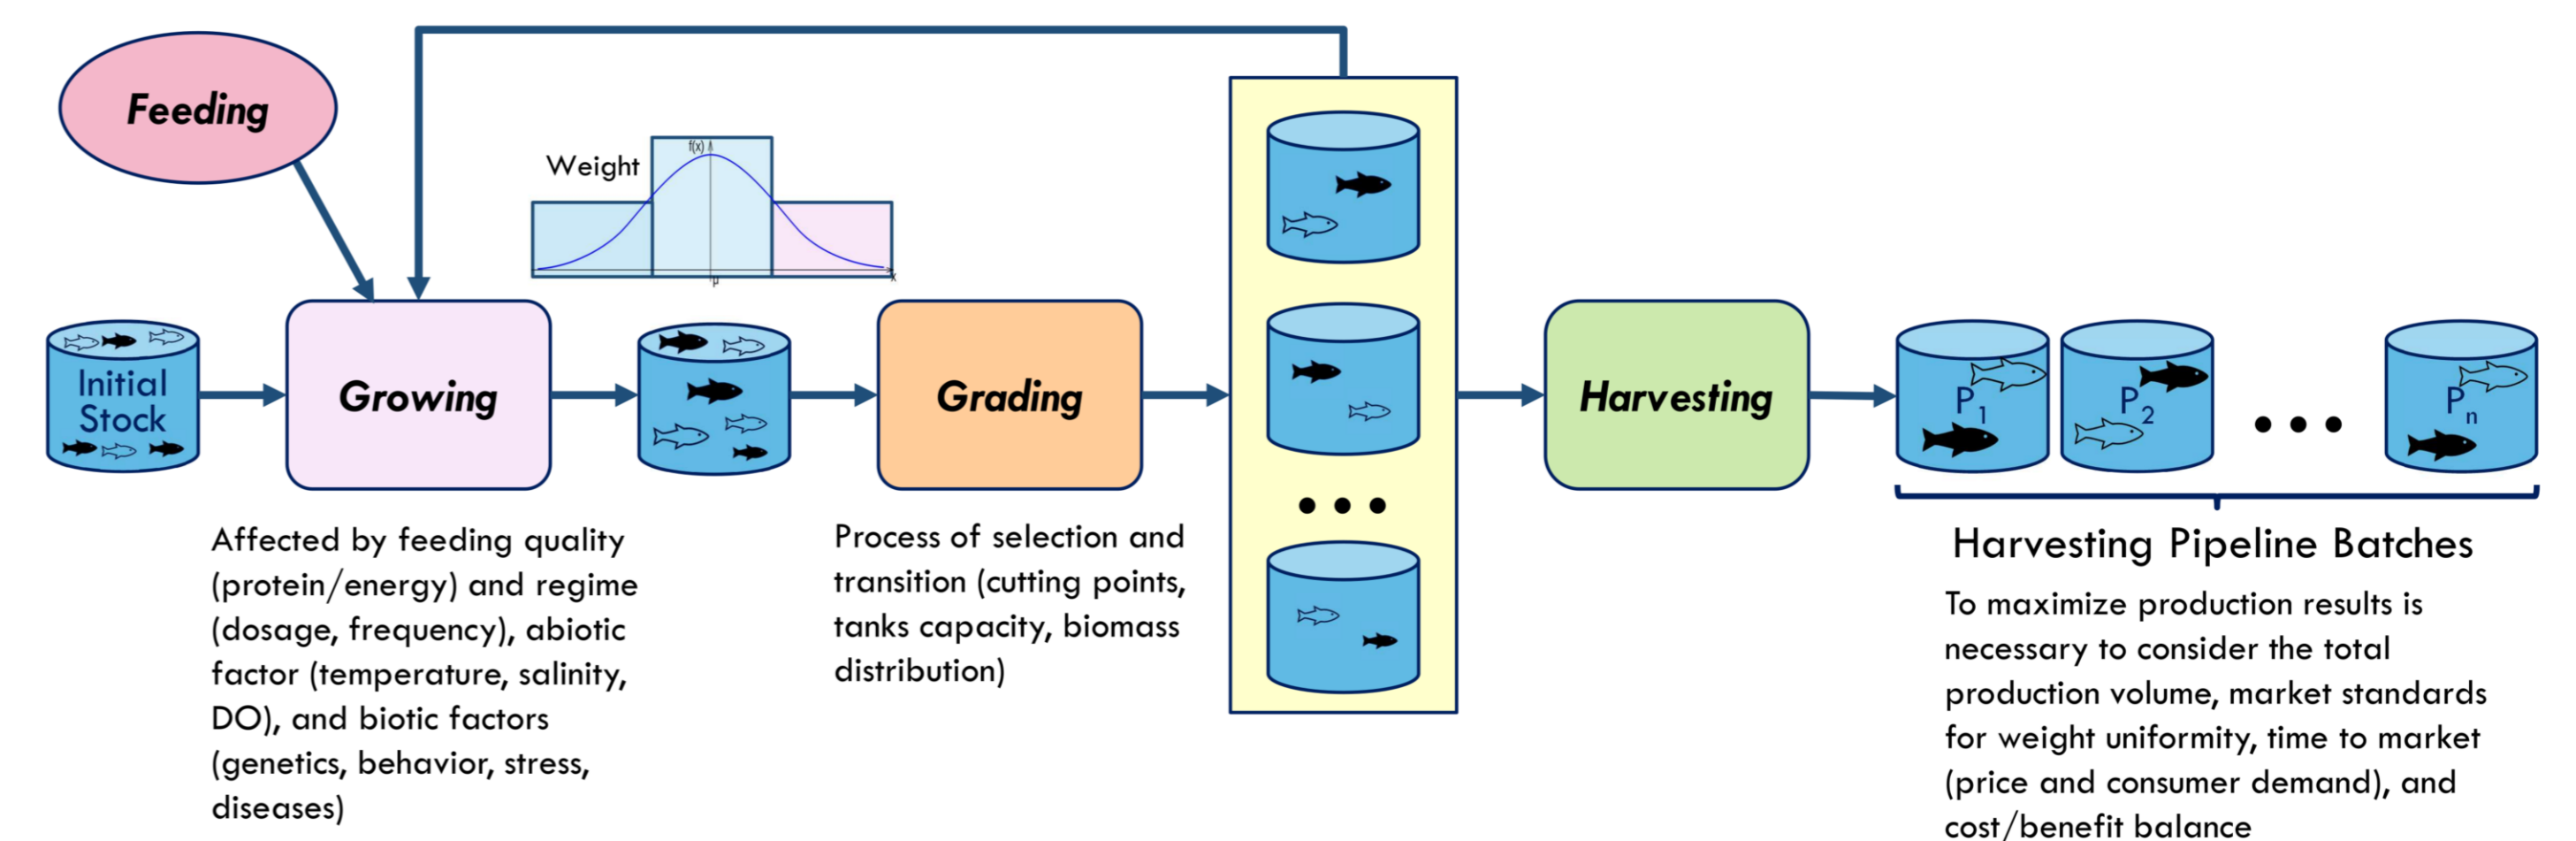 Feeding
Weight
f(x)
μ
x
Initial
Stock
Growing
Grading
Harvesting
P1
P2
Pn
Affected by feeding quality
(protein/energy) and regime
(dosage, frequency), abiotic
factor (temperature, salinity,
DO), and biotic factors
(genetics, behavior, stress,
diseases)
Process of selection and
transition (cutting points,
tanks capacity, biomass
distribution)
Harvesting Pipeline Batches
To maximize production results is
necessary to consider the total
production volume, market standards
for weight uniformity, time to market
(price and consumer demand), and
cost/benefit balance